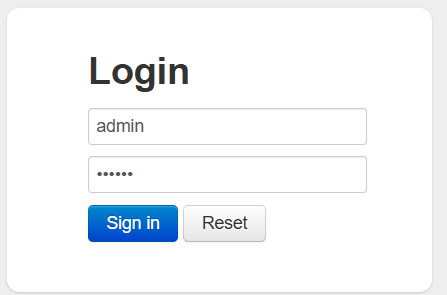 Login
admin
••••••
Sign in
Reset